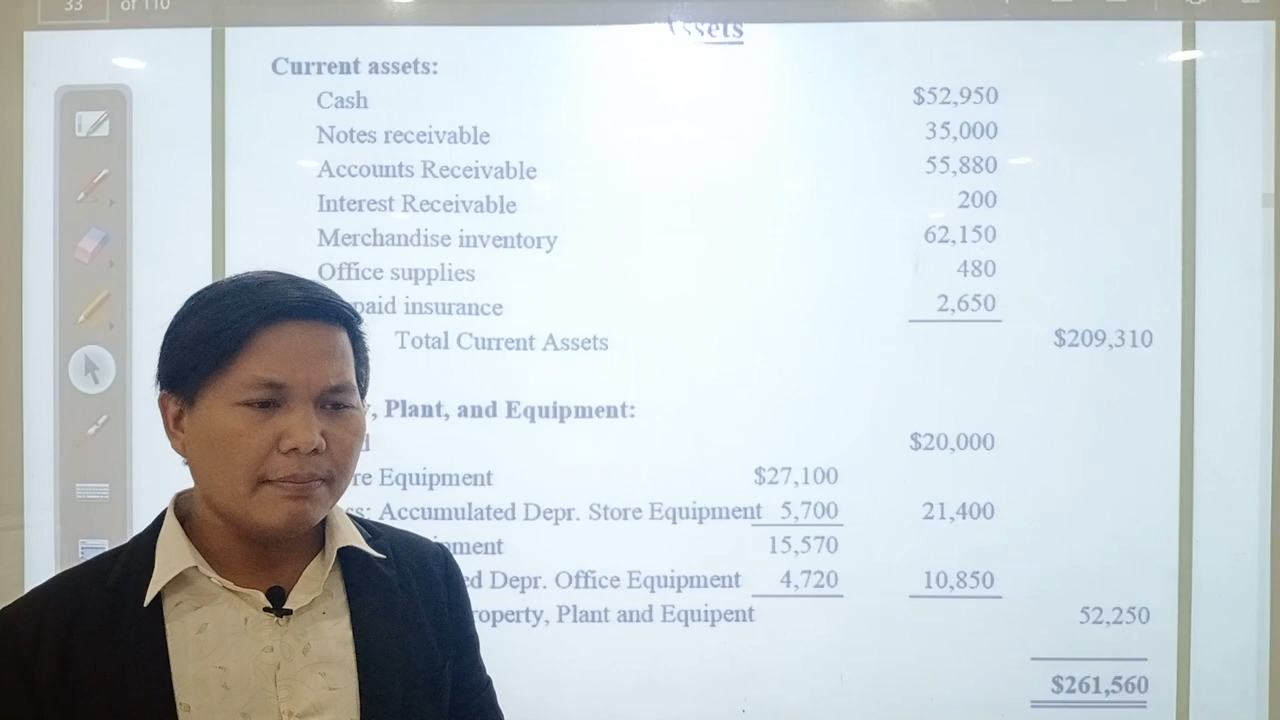 33 of 110
Assets
Current assets:
Cash $52,950
Notes receivable 35,000
Accounts Receivable 55,880
Interest Receivable 200
Merchandise inventory 62,150
Office supplies 480
paid insurance 2,650
Total Current Assets $209,310
, Plant, and Equipment:
$20,000
re Equipment $27,100
ss: Accumulated Depr. Store Equipment 5,700 21,400
pment 15,570
ed Depr. Office Equipment 4,720 10,850
roperty, Plant and Equipent 52,250
$261,560